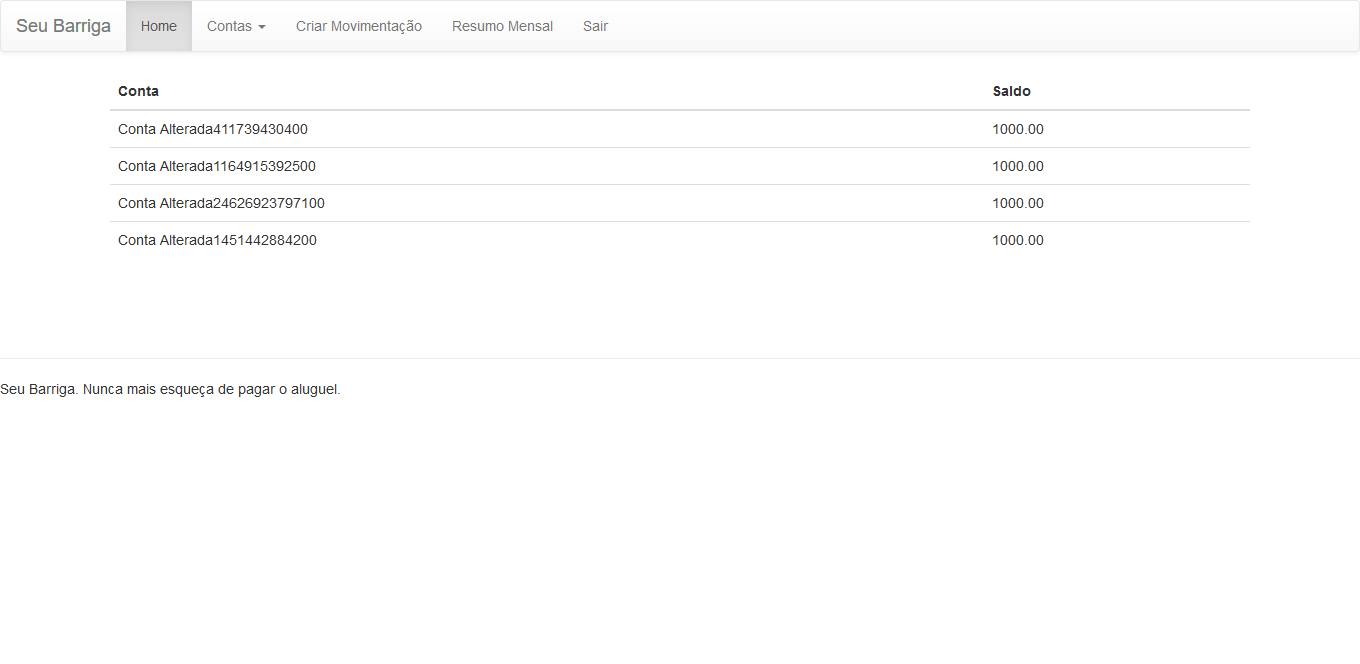 Seu Barriga Home Contas Criar Movimentação Resumo Mensal Sair
Conta Saldo
Conta Alterada411739430400 1000.00
Conta Alterada1164915392500 1000.00
Conta Alterada24626923797100 1000.00
Conta Alterada1451442884200 1000.00
Seu Barriga. Nunca mais esqueça de pagar o aluguel.